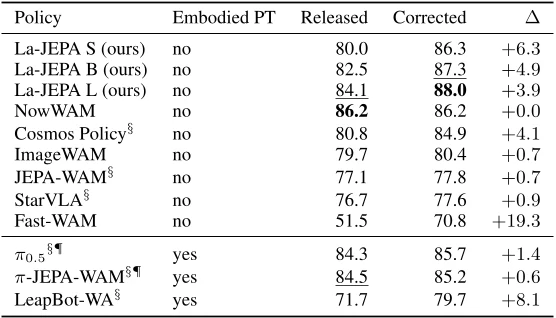 Policy Embodied PT Released Corrected Δ
La-JEPA S (ours) no 80.0 86.3 +6.3
La-JEPA B (ours) no 82.5 87.3 +4.9
La-JEPA L (ours) no 84.1 88.0 +3.9
NowWAM no 86.2 86.2 +0.0
Cosmos Policy§ no 80.8 84.9 +4.1
ImageWAM no 79.7 80.4 +0.7
JEPA-WAM§ no 77.1 77.8 +0.7
StarVLA§ no 76.7 77.6 +0.9
Fast-WAM no 51.5 70.8 +19.3
π0.5§¶ yes 84.3 85.7 +1.4
π-JEPA-WAM§¶ yes 84.5 85.2 +0.6
LeapBot-WA§ yes 71.7 79.7 +8.1